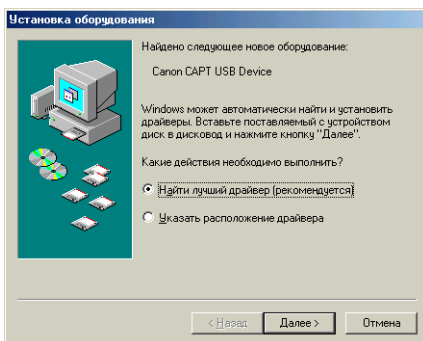 Установка оборудования
Найдено следующее новое оборудование:
Canon CAPT USB Device
Windows может автоматически найти и установить
драйверы. Вставьте поставляемый с устройством
диск в дисковод и нажмите кнопку "Далее".
Какие действия необходимо выполнить?
Найти лучший драйвер (рекомендуется)
Указать расположение драйвера
< Назад
Далее >
Отмена